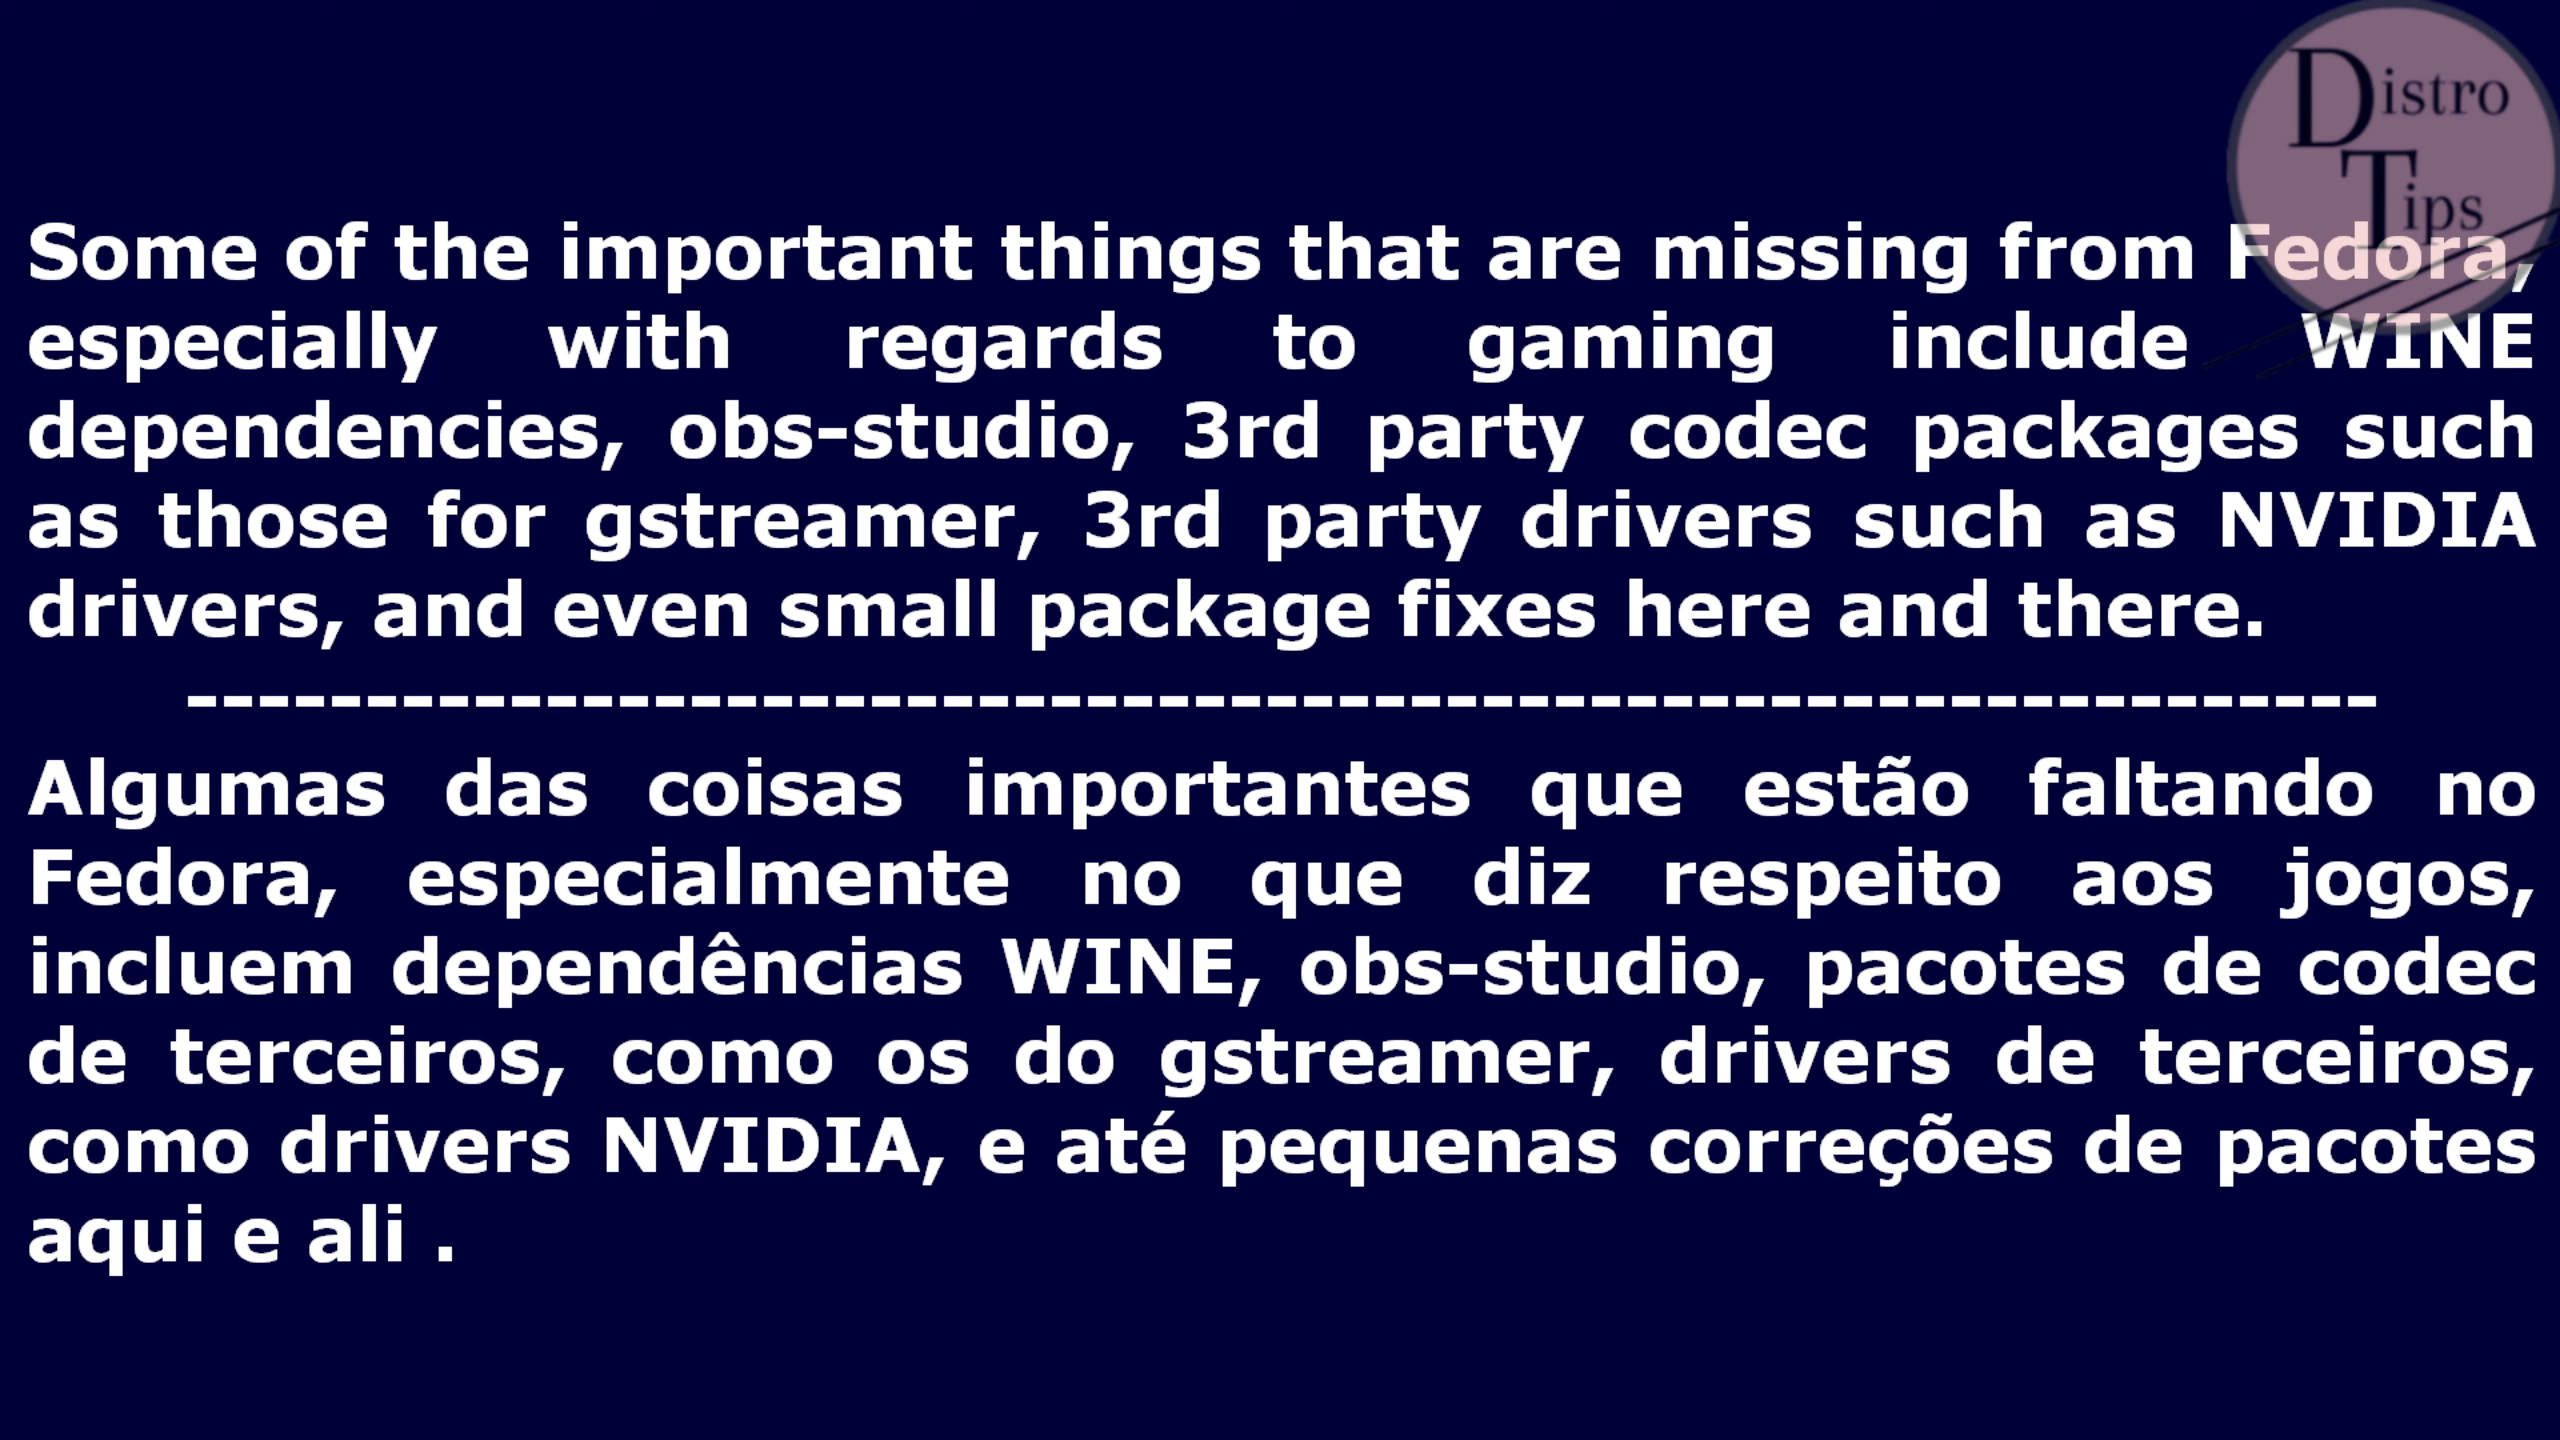 Distro
Tips
Some of the important things that are missing from Fedora,
especially with regards to gaming include WINE
dependencies, obs-studio, 3rd party codec packages such
as those for gstreamer, 3rd party drivers such as NVIDIA
drivers, and even small package fixes here and there.
-------------------------------------------------------------
Algumas das coisas importantes que estão faltando no
Fedora, especialmente no que diz respeito aos jogos,
incluem dependências WINE, obs-studio, pacotes de codec
de terceiros, como os do gstreamer, drivers de terceiros,
como drivers NVIDIA, e até pequenas correções de pacotes
aqui e ali .